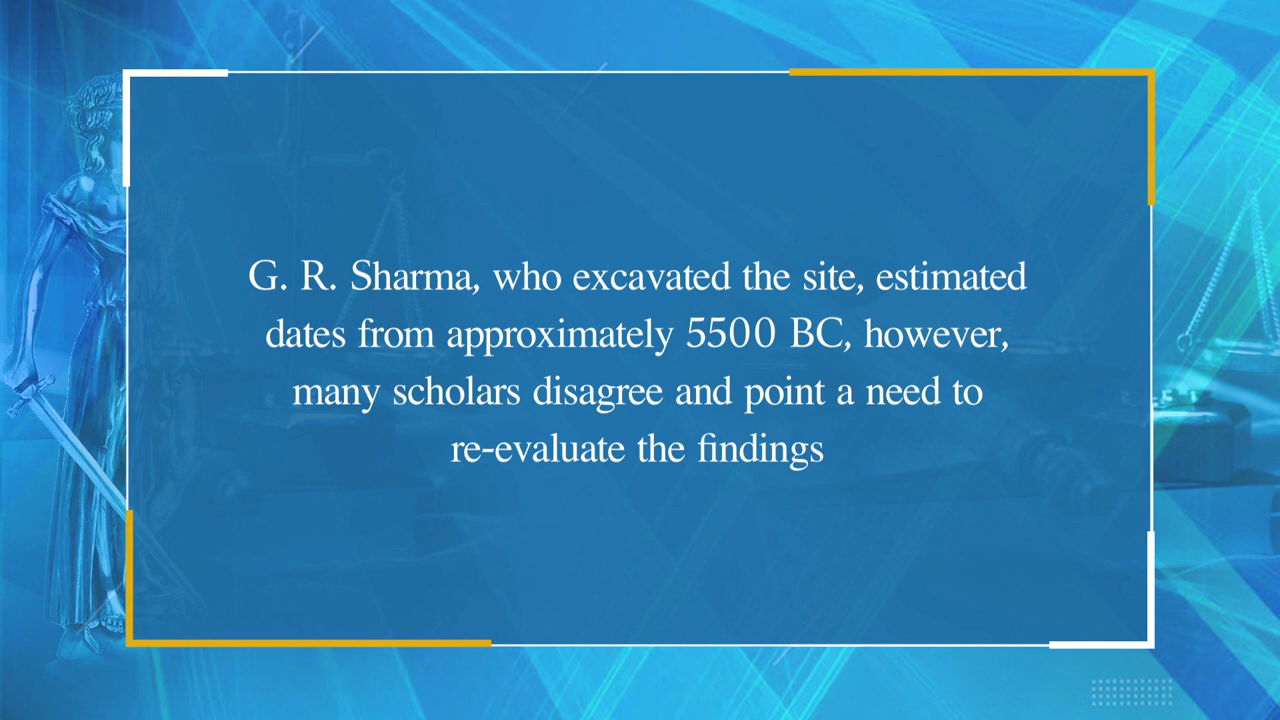 G. R. Sharma, who excavated the site, estimated
dates from approximately 5500 BC, however,
many scholars disagree and point a need to
re-evaluate the findings